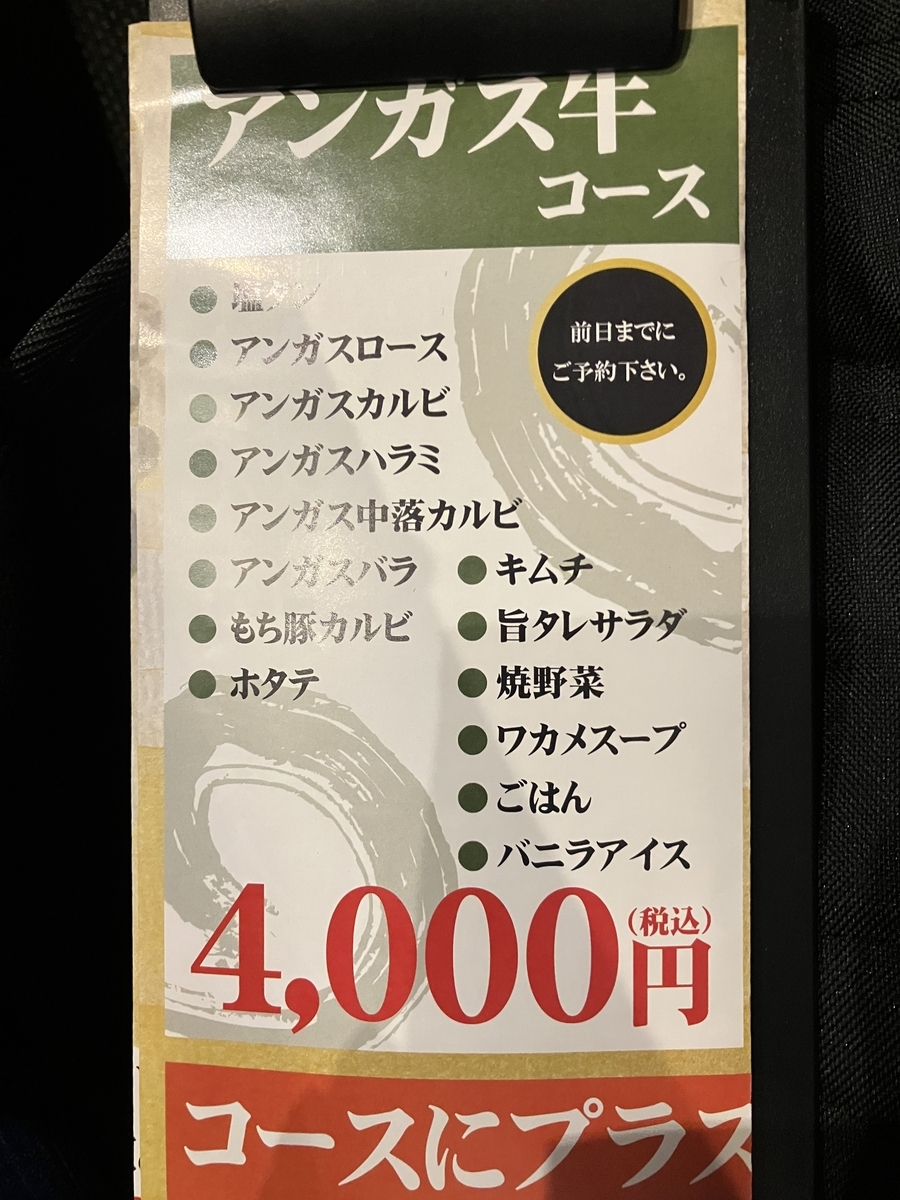 アンガス牛
コース
前日までに
ご予約下さい。
塩タン
アンガスロース
アンガスカルビ
アンガスハラミ
アンガス中落カルビ
アンガスバラ
もち豚カルビ
ホタテ
キムチ
旨タレサラダ
焼野菜
ワカメスープ
ごはん
バニラアイス
4,000円
(税込)
コースにプラス